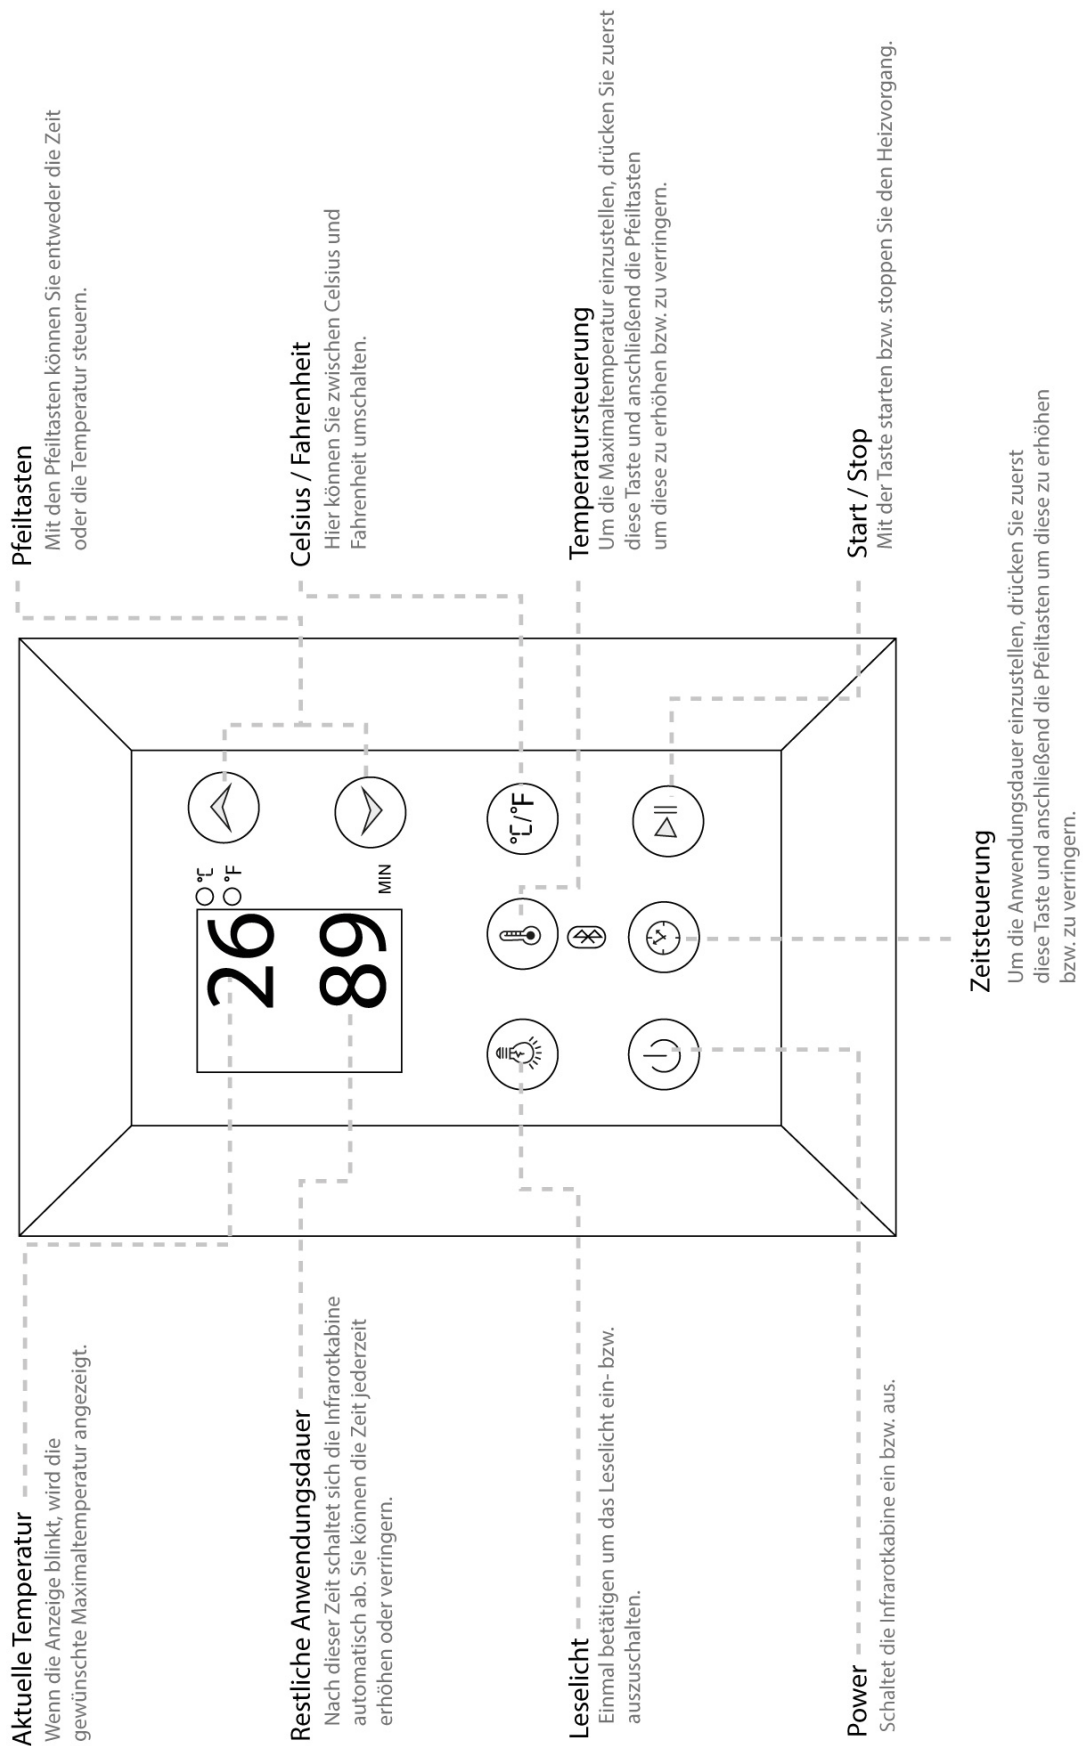 Aktuelle Temperatur
Wenn die Anzeige blinkt, wird die
gewünschte Maximaltemperatur angezeigt.
Restliche Anwendungsdauer
Nach dieser Zeit schaltet sich die Infrarotkabine
automatisch ab. Sie können die Zeit jederzeit
erhöhen oder verringern.
Leselicht
Einmal betätigen um das Leselicht ein- bzw.
auszuschalten.
Power
Schaltet die Infrarotkabine ein bzw. aus.
26
°C
°F
89
MIN
°C/°F
Pfeiltasten
Mit den Pfeiltasten können Sie entweder die Zeit
oder die Temperatur steuern.
Celsius / Fahrenheit
Hier können Sie zwischen Celsius und
Fahrenheit umschalten.
Temperatursteuerung
Um die Maximaltemperatur einzustellen, drücken Sie zuerst
diese Taste und anschließend die Pfeiltasten
um diese zu erhöhen bzw. zu verringern.
Start / Stop
Mit der Taste starten bzw. stoppen Sie den Heizvorgang.
Zeitsteuerung
Um die Anwendungsdauer einzustellen, drücken Sie zuerst
diese Taste und anschließend die Pfeiltasten um diese zu erhöhen
bzw. zu verringern.